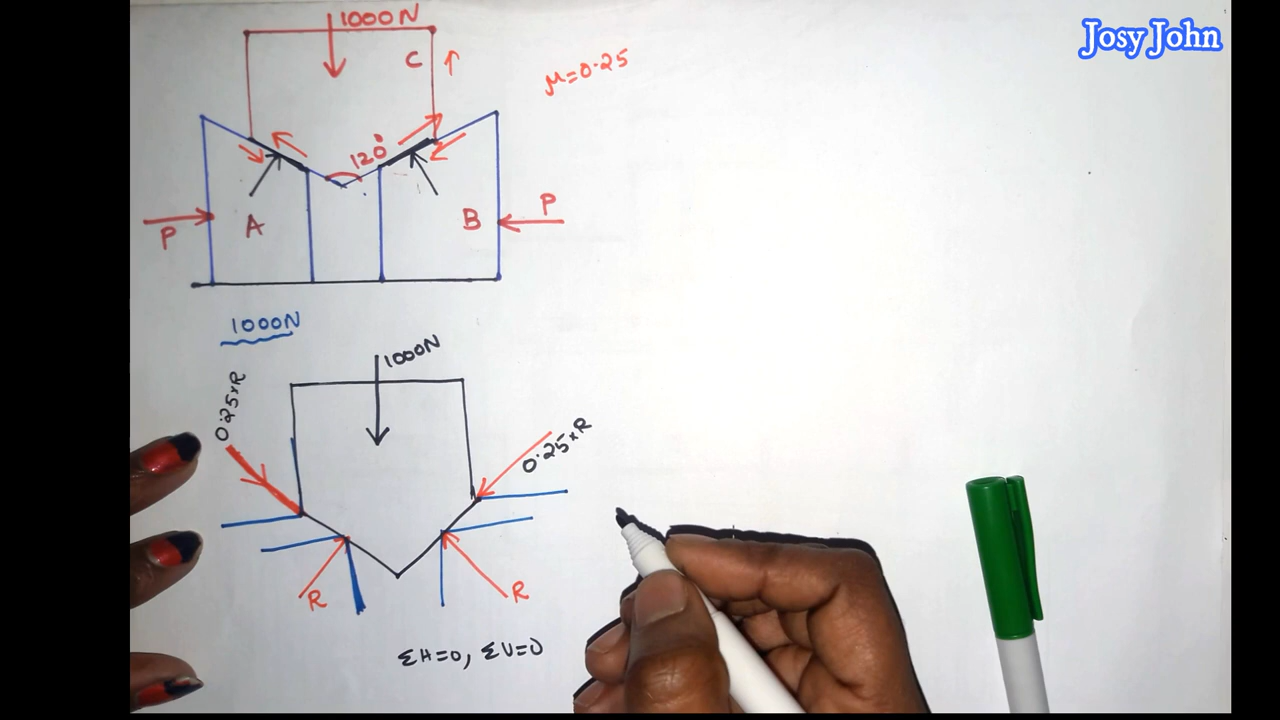 Josy John
1000N
C
μ=0.25
120°
P
A
B
P
1000N
1000N
0.25×R
0.25×R
R
R
ΣH=0, ΣV=0